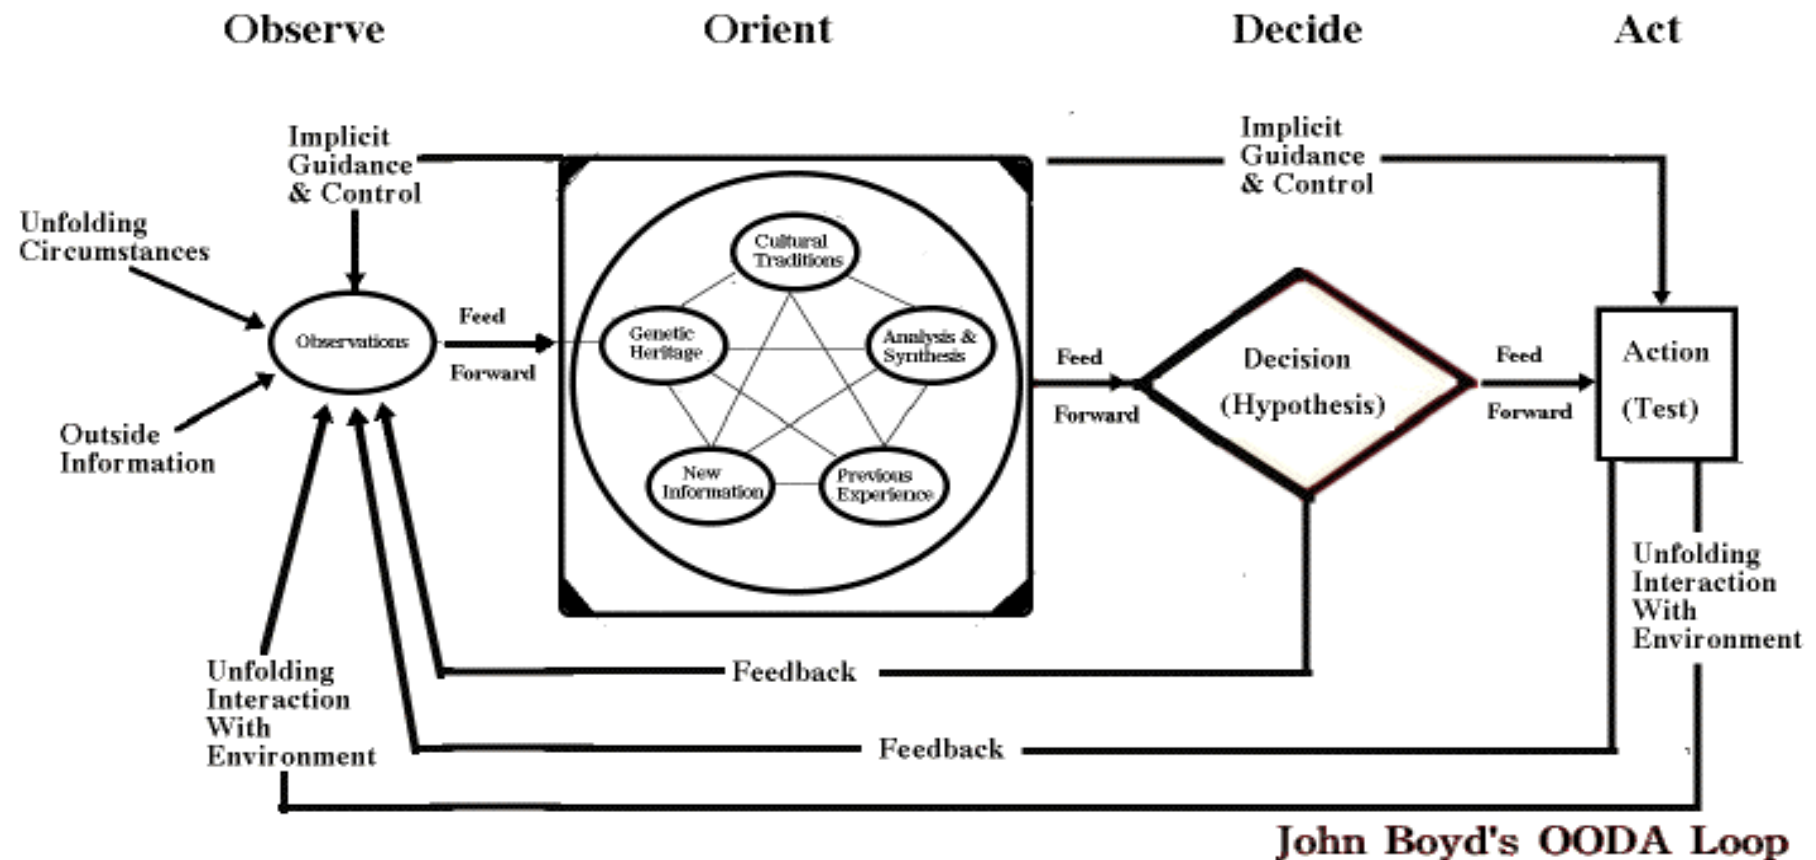 Observe
Orient
Decide
Act
Implicit
Guidance
& Control
Implicit
Guidance
& Control
Unfolding
Circumstances
Outside
Information
Observations
Feed
Forward
Cultural
Traditions
Genetic
Heritage
Analysis &
Synthesis
New
Information
Previous
Experience
Feed
Forward
Decision
(Hypothesis)
Feed
Forward
Action
(Test)
Unfolding
Interaction
With
Environment
Unfolding
Interaction
With
Environment
Feedback
Feedback
John Boyd's OODA Loop